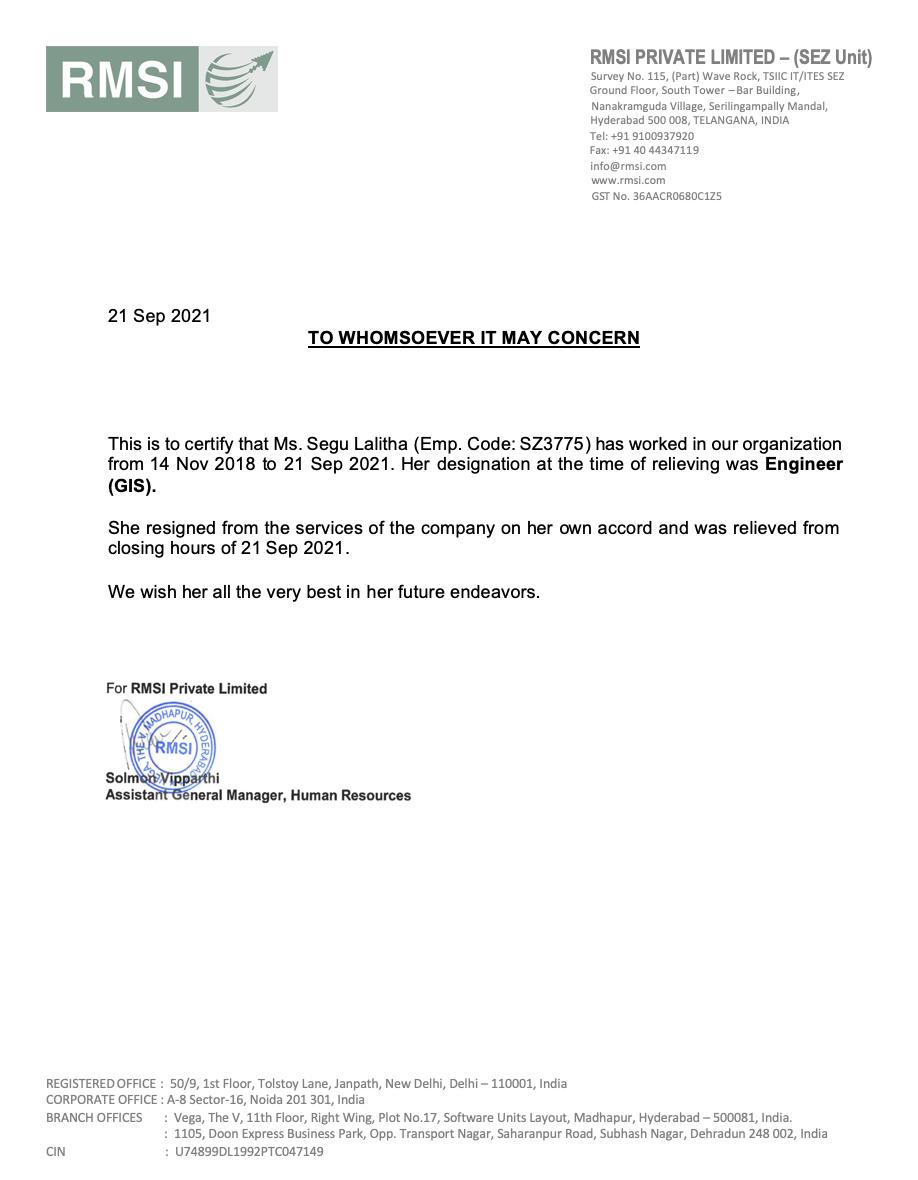 RMSI
RMSI PRIVATE LIMITED – (SEZ Unit)
Survey No. 115, (Part) Wave Rock, TSIIC IT/ITES SEZ
Ground Floor, South Tower – Bar Building,
Nanakramguda Village, Serilingampally Mandal,
Hyderabad 500 008, TELANGANA, INDIA
Tel: +91 9100937920
Fax: +91 40 44347119
info@rmsi.com
www.rmsi.com
GST No. 36AACR0680C1Z5
21 Sep 2021
TO WHOMSOEVER IT MAY CONCERN
This is to certify that Ms. Segu Lalitha (Emp. Code: SZ3775) has worked in our organization
from 14 Nov 2018 to 21 Sep 2021. Her designation at the time of relieving was Engineer
(GIS).
She resigned from the services of the company on her own accord and was relieved from
closing hours of 21 Sep 2021.
We wish her all the very best in her future endeavors.
For RMSI Private Limited
VEGA, THE V, MADHAPUR, HYDERABAD
RMSI
Solmon Vipparthi
Assistant General Manager, Human Resources
REGISTERED OFFICE : 50/9, 1st Floor, Tolstoy Lane, Janpath, New Delhi, Delhi – 110001, India
CORPORATE OFFICE : A-8 Sector-16, Noida 201 301, India
BRANCH OFFICES : Vega, The V, 11th Floor, Right Wing, Plot No.17, Software Units Layout, Madhapur, Hyderabad – 500081, India.
: 1105, Doon Express Business Park, Opp. Transport Nagar, Saharanpur Road, Subhash Nagar, Dehradun 248 002, India
CIN : U74899DL1992PTC047149